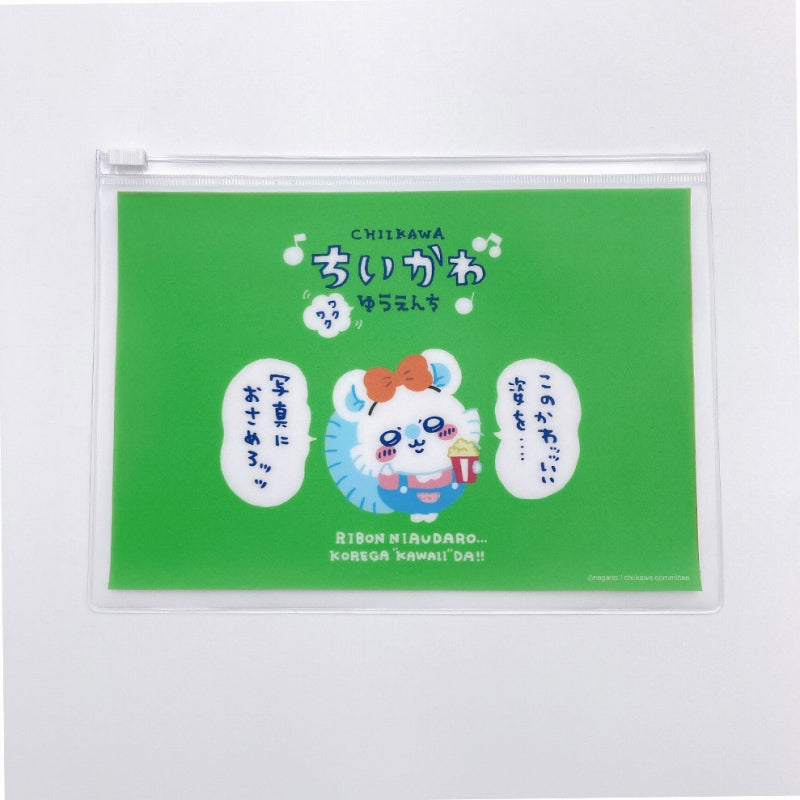 CHIIKAWA
ちいかわ
ゆうえんち
ワク
ワク
このかわッいい
姿を‥‥
写真に
おさめろッッ
RIBON NIAUDARO...
KOREGA "KAWAII" DA!!
©nagano / chiikawa committee